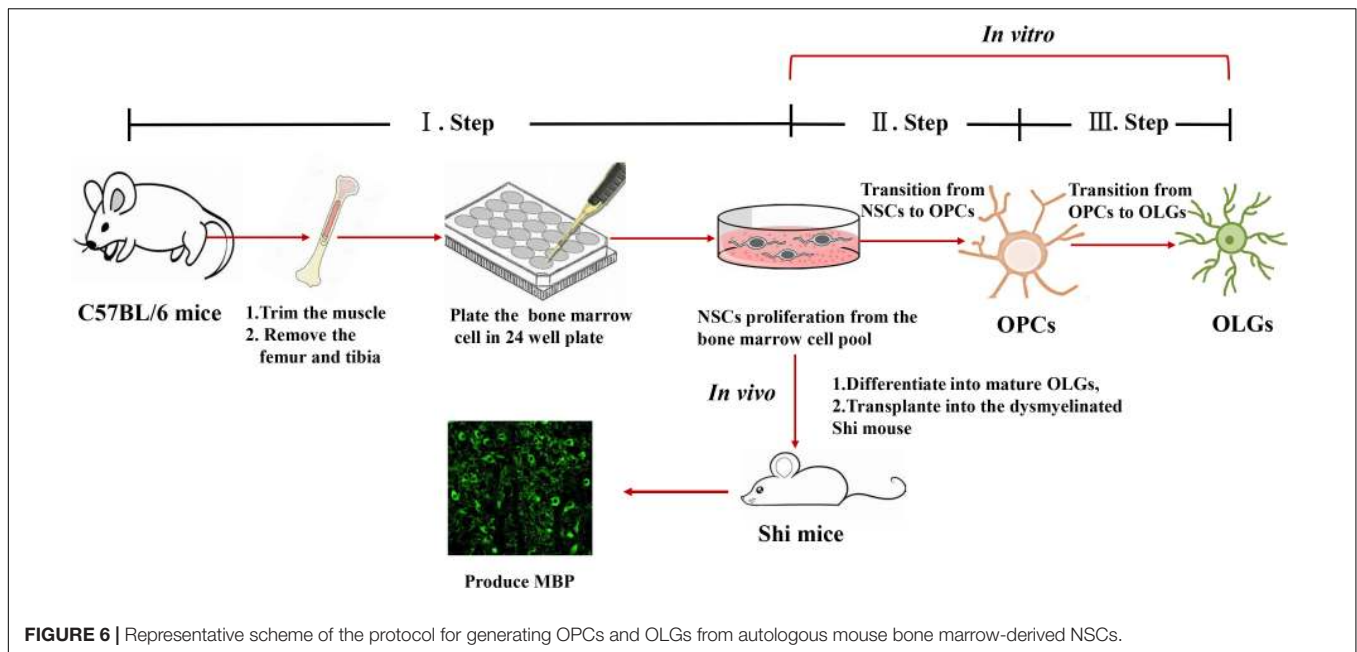 In vitro
I . Step
II . Step
III. Step
Transition from
NSCs to OPCs
Transition from
OPCs to OLGs
C57BL/6 mice
1.Trim the muscle
2. Remove the
femur and tibia
Plate the bone marrow
cell in 24 well plate
NSCs proliferation from the
bone marrow cell pool
OPCs
OLGs
In vivo
1.Differentiate into mature OLGs,
2.Transplante into the dysmyelinated
Shi mouse
Shi mice
Produce MBP
FIGURE 6 | Representative scheme of the protocol for generating OPCs and OLGs from autologous mouse bone marrow-derived NSCs.